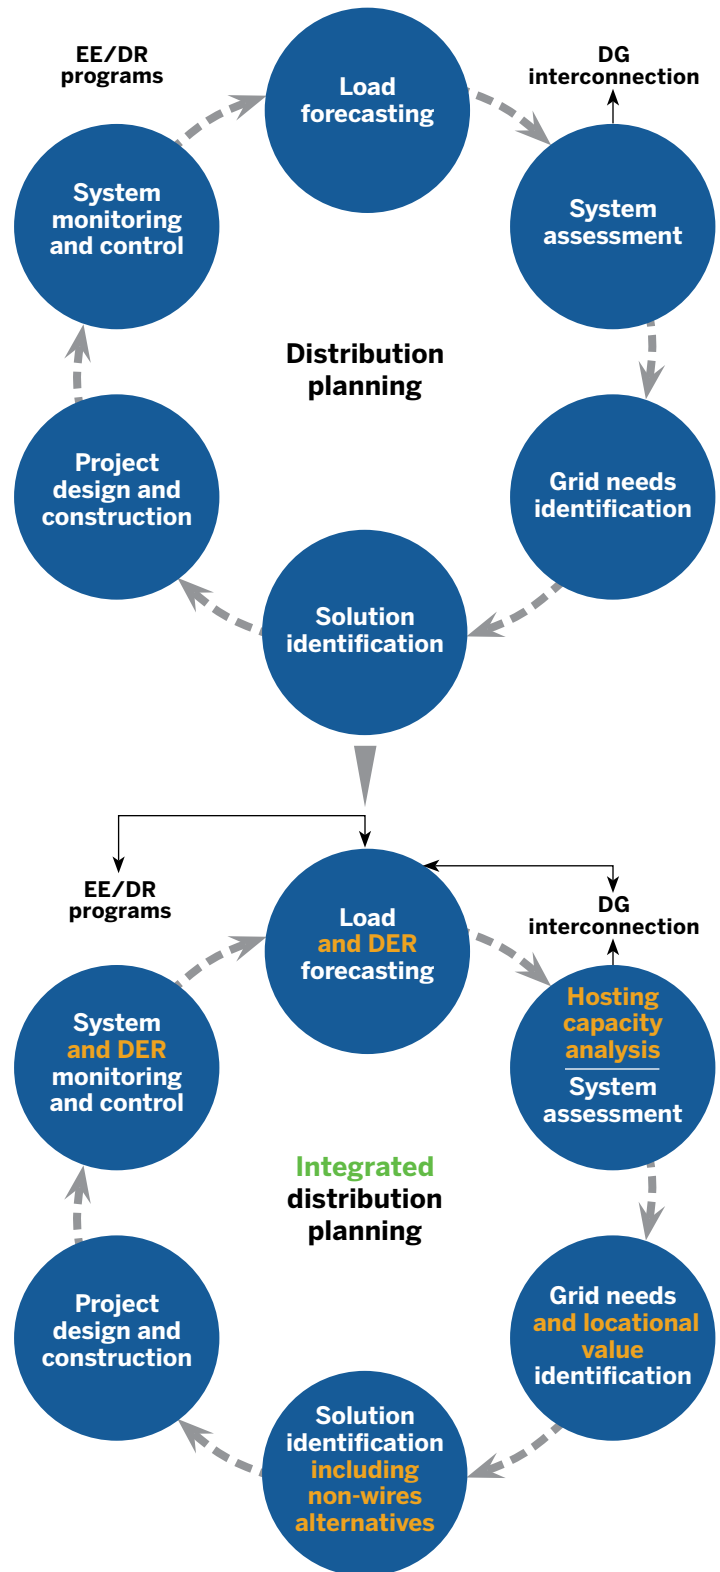 EE/DR
programs
Load
forecasting
DG
interconnection
System
monitoring
and control
System
assessment
Distribution
planning
Project
design and
construction
Grid needs
identification
Solution
identification
EE/DR
programs
Load
and DER
forecasting
DG
interconnection
System
and DER
monitoring
and control
Hosting
capacity
analysis
System
assessment
Integrated
distribution
planning
Project
design and
construction
Grid needs
and locational
value
identification
Solution
identification
including
non-wires
alternatives